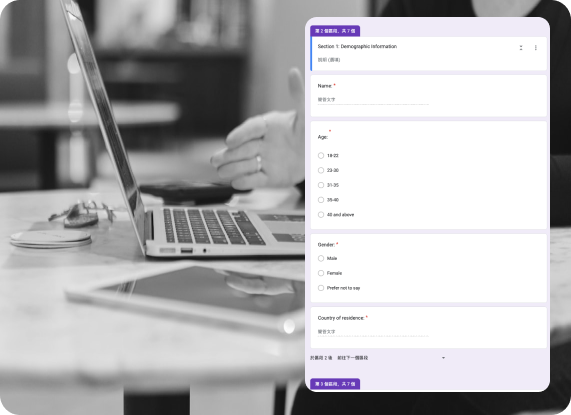 第 2 個區段，共 7 個
Section 1: Demographic Information
說明 (選填)
Name: *
簡答文字
Age: *
18-22
23-30
31-35
35-40
40 and above
Gender: *
Male
Female
Prefer not to say
Country of residence: *
簡答文字
於區段 2 後 前往下一個區段
第 3 個區段，共 7 個